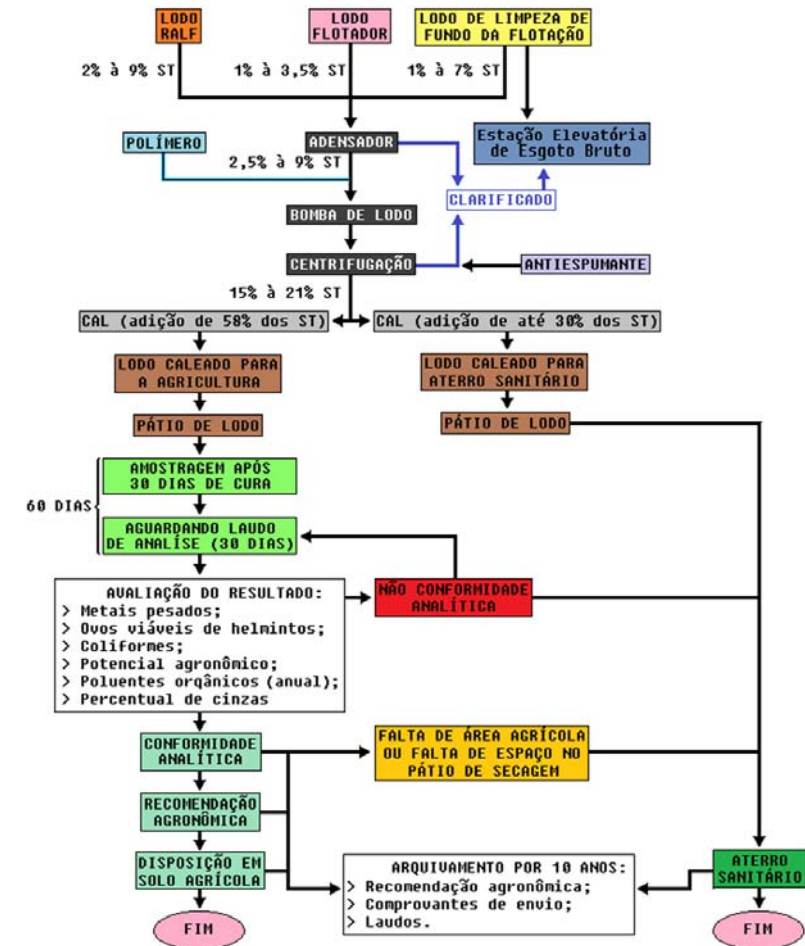 LODO
RALF
LODO
FLOTADOR
LODO DE LIMPEZA DE
FUNDO DA FLOTAÇÃO
2% à 9% ST
1% à 3,5% ST
1% à 7% ST
POLÍMERO
ADENSADOR
Estação Elevatória
de Esgoto Bruto
2,5% à 9% ST
CLARIFICADO
BOMBA DE LODO
CENTRIFUGAÇÃO
ANTIESPUMANTE
15% à 21% ST
CAL (adição de 58% dos ST)
CAL (adição de até 30% dos ST)
LODO CALEADO PARA
A AGRICULTURA
LODO CALEADO PARA
ATERRO SANITÁRIO
PÁTIO DE LODO
PÁTIO DE LODO
AMOSTRAGEM APÓS
30 DIAS DE CURA
60 DIAS
AGUARDANDO LAUDO
DE ANALÍSE (30 DIAS)
AVALIAÇÃO DO RESULTADO:
> Metais pesados;
> Ovos viáveis de helmintos;
> Coliformes;
> Potencial agronômico;
> Poluentes orgânicos (anual);
> Percentual de cinzas
NÃO CONFORMIDADE
ANALÍTICA
CONFORMIDADE
ANALÍTICA
FALTA DE ÁREA AGRÍCOLA
OU FALTA DE ESPAÇO NO
PÁTIO DE SECAGEM
RECOMENDAÇÃO
AGRONÔMICA
DISPOSIÇÃO EM
SOLO AGRÍCOLA
ARQUIVAMENTO POR 10 ANOS:
> Recomendação agronômica;
> Comprovantes de envio;
> Laudos.
ATERRO
SANITÁRIO
FIM
FIM